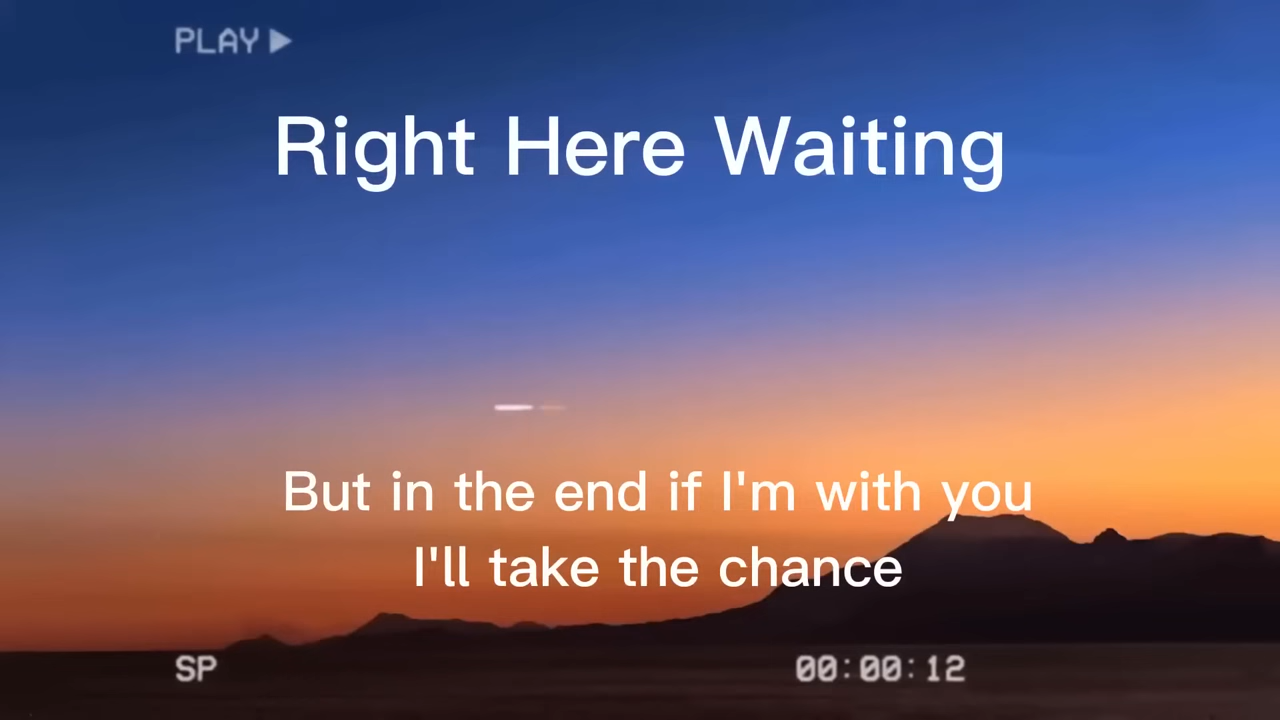 PLAY ▶
Right Here Waiting
But in the end if I'm with you
I'll take the chance
SP
00:00:12